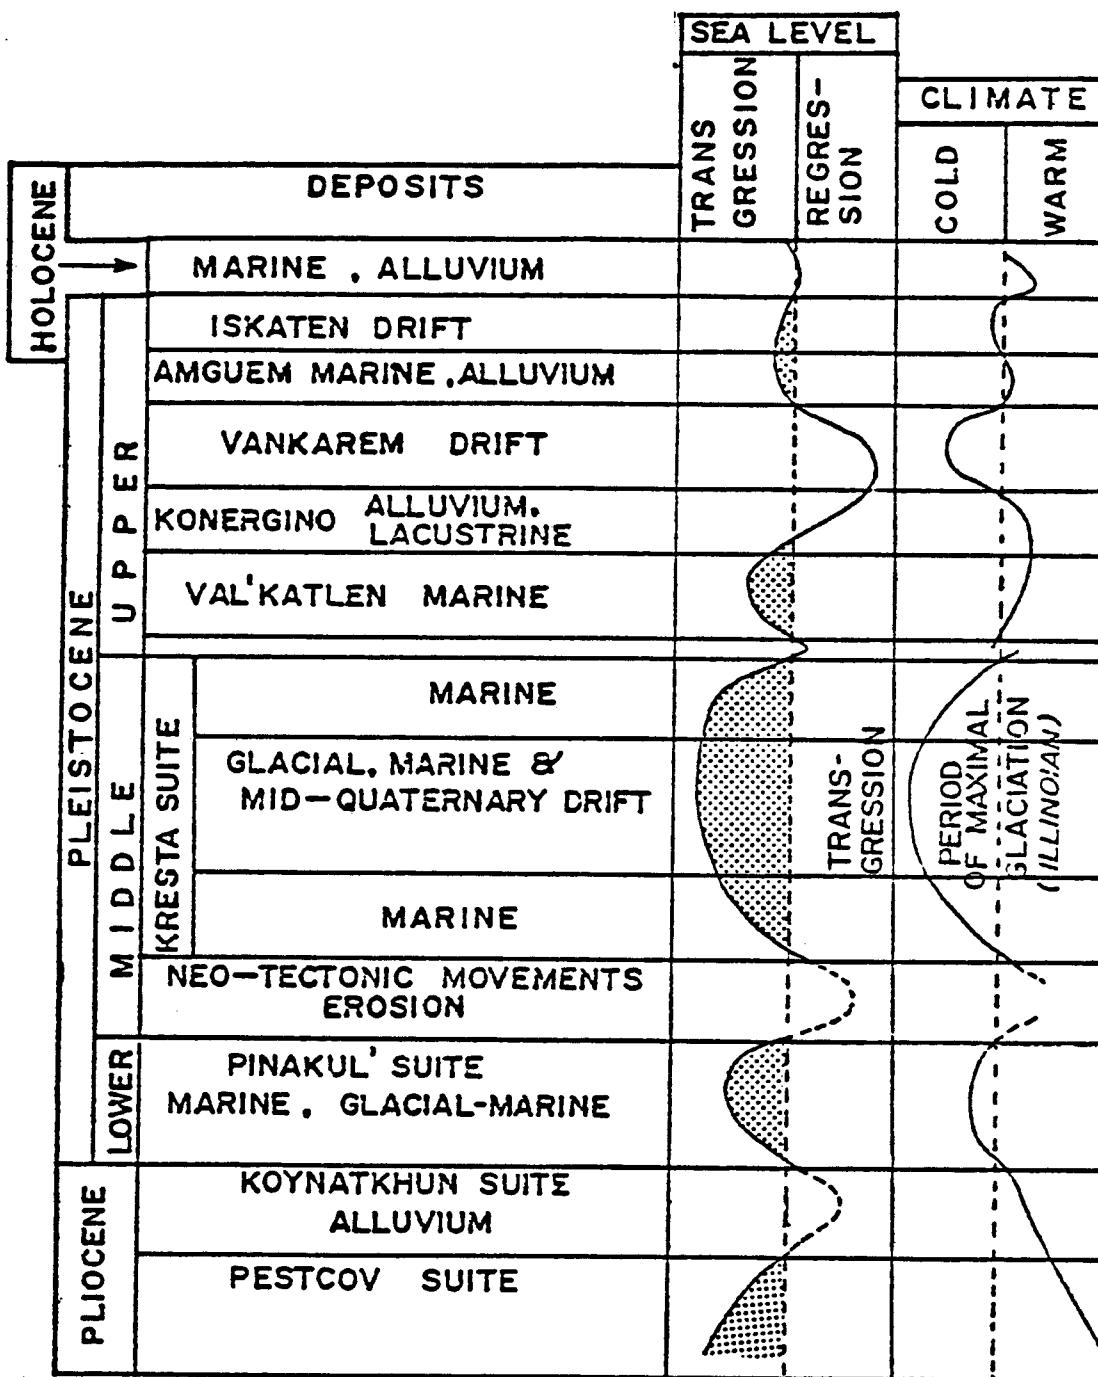 SEA LEVEL
TRANS
GRESSION
REGRES-
SION
CLIMATE
COLD
WARM
DEPOSITS
HOLOCENE
MARINE , ALLUVIUM
PLEISTOCENE
UPPER
ISKATEN DRIFT
AMGUEM MARINE, ALLUVIUM
VANKAREM DRIFT
KONERGINO ALLUVIUM,
LACUSTRINE
VAL'KATLEN MARINE
MIDDLE
KRESTA SUITE
MARINE
GLACIAL, MARINE &
MID-QUATERNARY DRIFT
MARINE
TRANS-
GRESSION
PERIOD
OF MAXIMAL
GLACIATION
(ILLINOIAN)
NEO-TECTONIC MOVEMENTS
EROSION
LOWER
PINAKUL' SUITE
MARINE, GLACIAL-MARINE
PLIOCENE
KOYNATKHUN SUITE
ALLUVIUM
PESTCOV SUITE